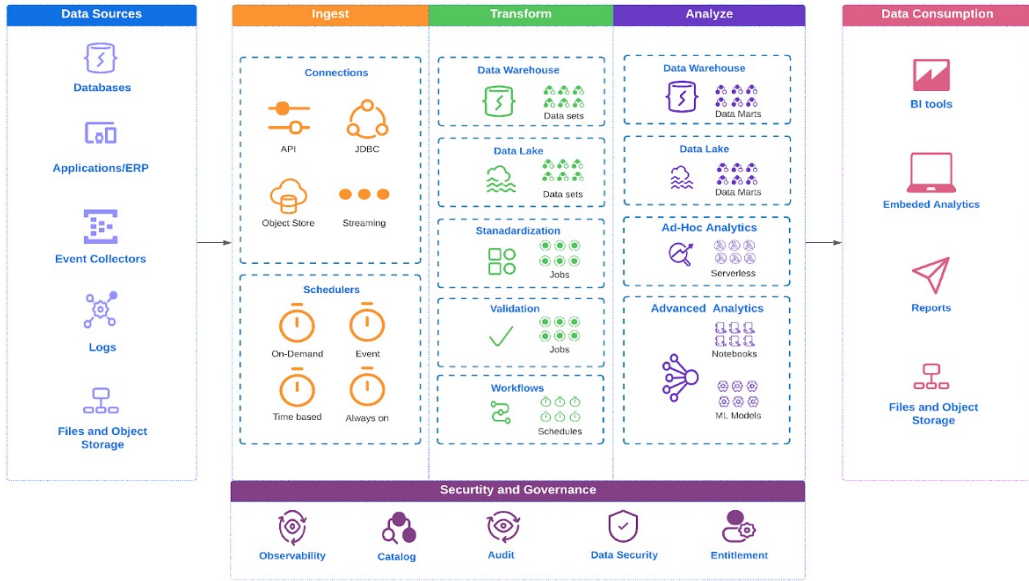 Data Sources
Databases
Applications/ERP
Event Collectors
Logs
Files and Object
Storage
Ingest
Connections
API
JDBC
Object Store
Streaming
Schedulers
On-Demand
Event
Time based
Always on
Transform
Data Warehouse
Data sets
Data Lake
Data sets
Stanadardization
Jobs
Validation
Jobs
Workflows
Schedules
Analyze
Data Warehouse
Data Marts
Data Lake
Data Marts
Ad-Hoc Analytics
Serverless
Advanced Analytics
Notebooks
ML Models
Data Consumption
BI tools
Embeded Analytics
Reports
Files and Object
Storage
Securtity and Governance
Observability
Catalog
Audit
Data Security
Entitlement